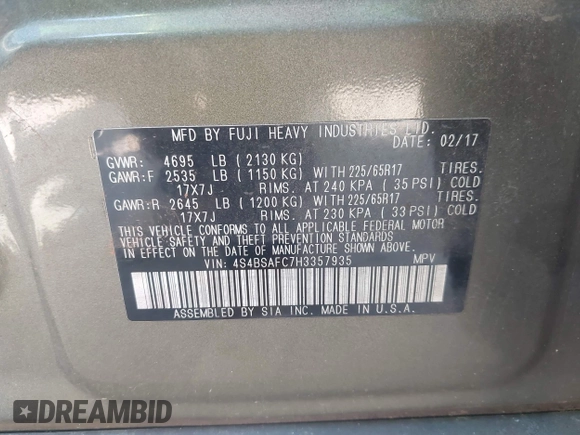 MFD BY FUJI HEAVY INDUSTRIES LTD.
DATE: 02/17
GVWR: 4695 LB ( 2130 KG)
GAWR:F 2535 LB ( 1150 KG) WITH 225/65R17 TIRES.
17X7J RIMS. AT 240 KPA ( 35 PSI) COLD
GAWR:R 2645 LB ( 1200 KG) WITH 225/65R17 TIRES.
17X7J RIMS. AT 230 KPA ( 33 PSI) COLD
THIS VEHICLE CONFORMS TO ALL APPLICABLE FEDERAL MOTOR
VEHICLE SAFETY AND THEFT PREVENTION STANDARDS
IN EFFECT ON THE DATE OF MANUFACTURE SHOWN ABOVE.
VIN: 4S4BSAFC7H3357935 MPV
ASSEMBLED BY SIA INC. MADE IN U.S.A.
DREAMBID